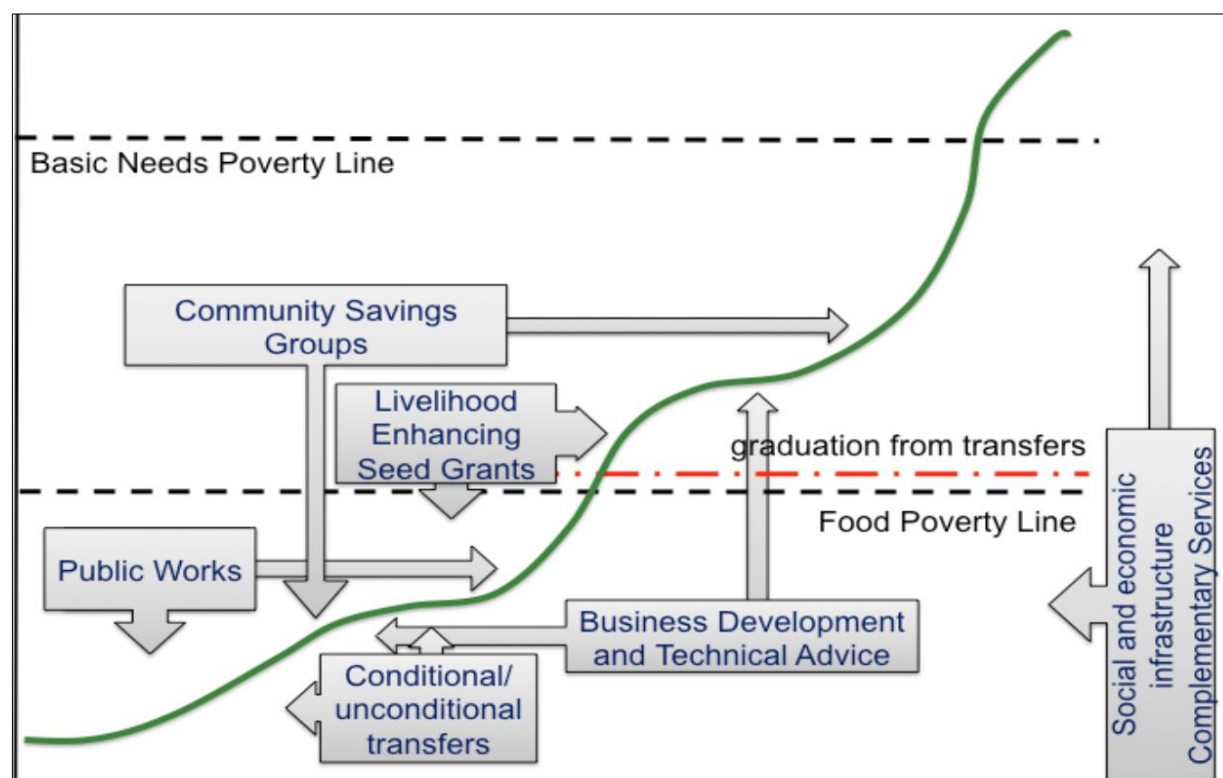 Basic Needs Poverty Line
Community Savings
Groups
Livelihood
Enhancing
Seed Grants
graduation from transfers
Food Poverty Line
Public Works
Business Development
and Technical Advice
Conditional/
unconditional
transfers
Social and economic
infrastructure
Complementary Services